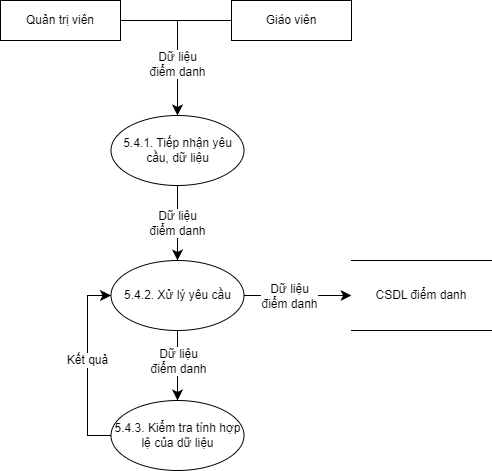 Quản trị viên
Giáo viên
Dữ liệu
điểm danh
5.4.1. Tiếp nhận yêu
cầu, dữ liệu
Dữ liệu
điểm danh
5.4.2. Xử lý yêu cầu
Dữ liệu
điểm danh
CSDL điểm danh
Kết quả
Dữ liệu
điểm danh
5.4.3. Kiểm tra tính hợp
lệ của dữ liệu